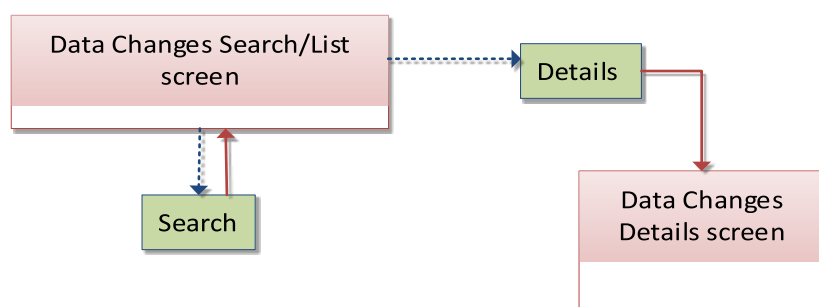 Data Changes Search/List
screen
Details
Search
Data Changes
Details screen